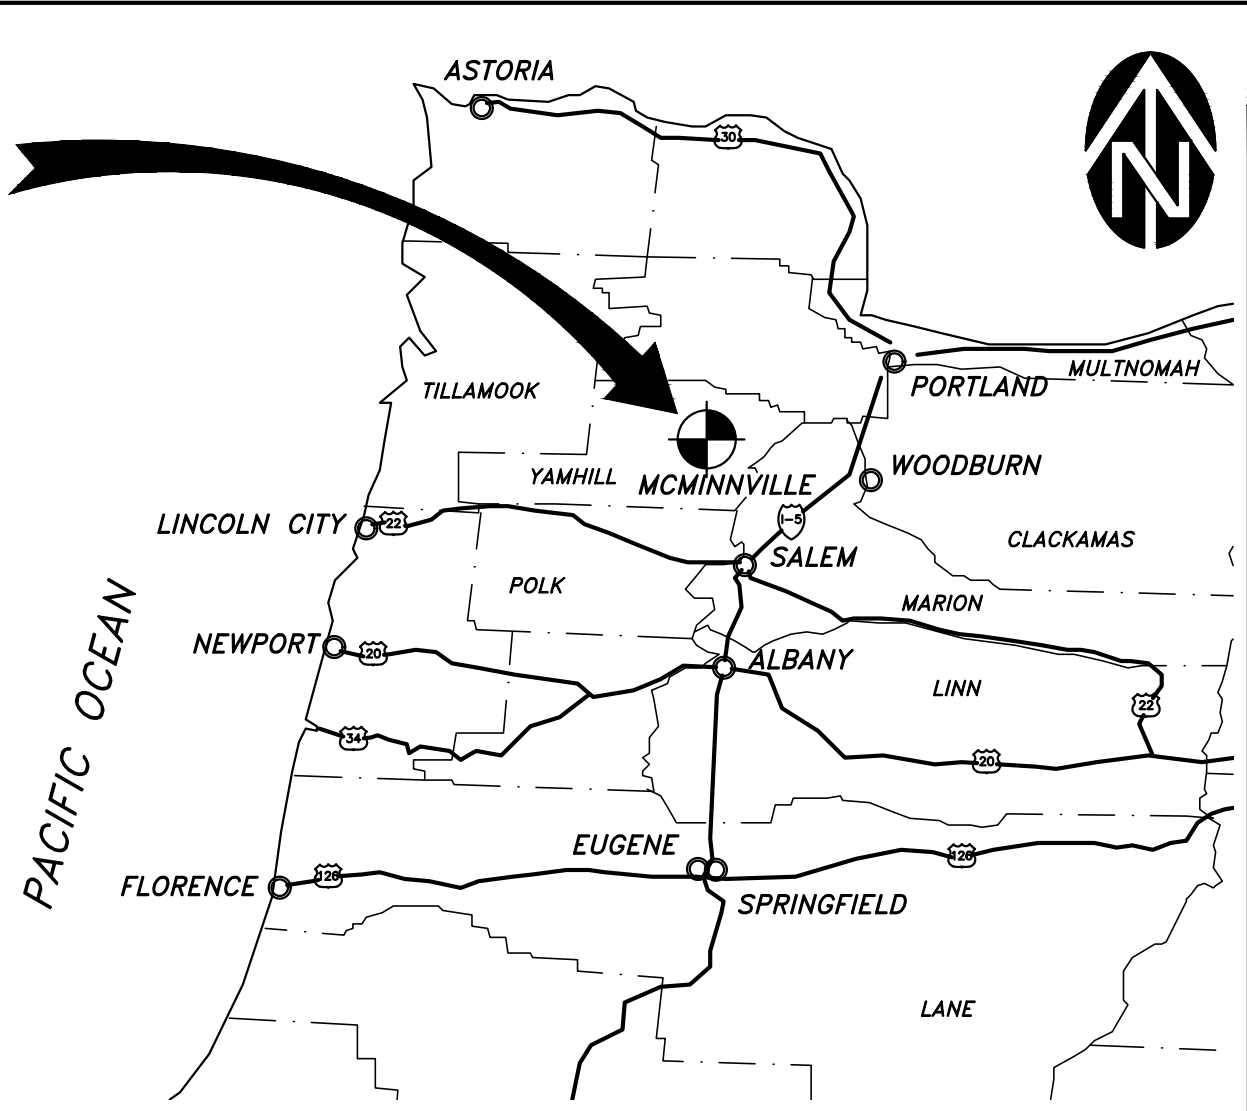 ASTORIA
30
N
MULTNOMAH
PORTLAND
TILLAMOOK
WOODBURN
YAMHILL
MCMINNVILLE
LINCOLN CITY
22
I-5
CLACKAMAS
SALEM
POLK
MARION
NEWPORT
20
ALBANY
LINN
22
34
20
PACIFIC OCEAN
EUGENE
126
126
FLORENCE
SPRINGFIELD
LANE